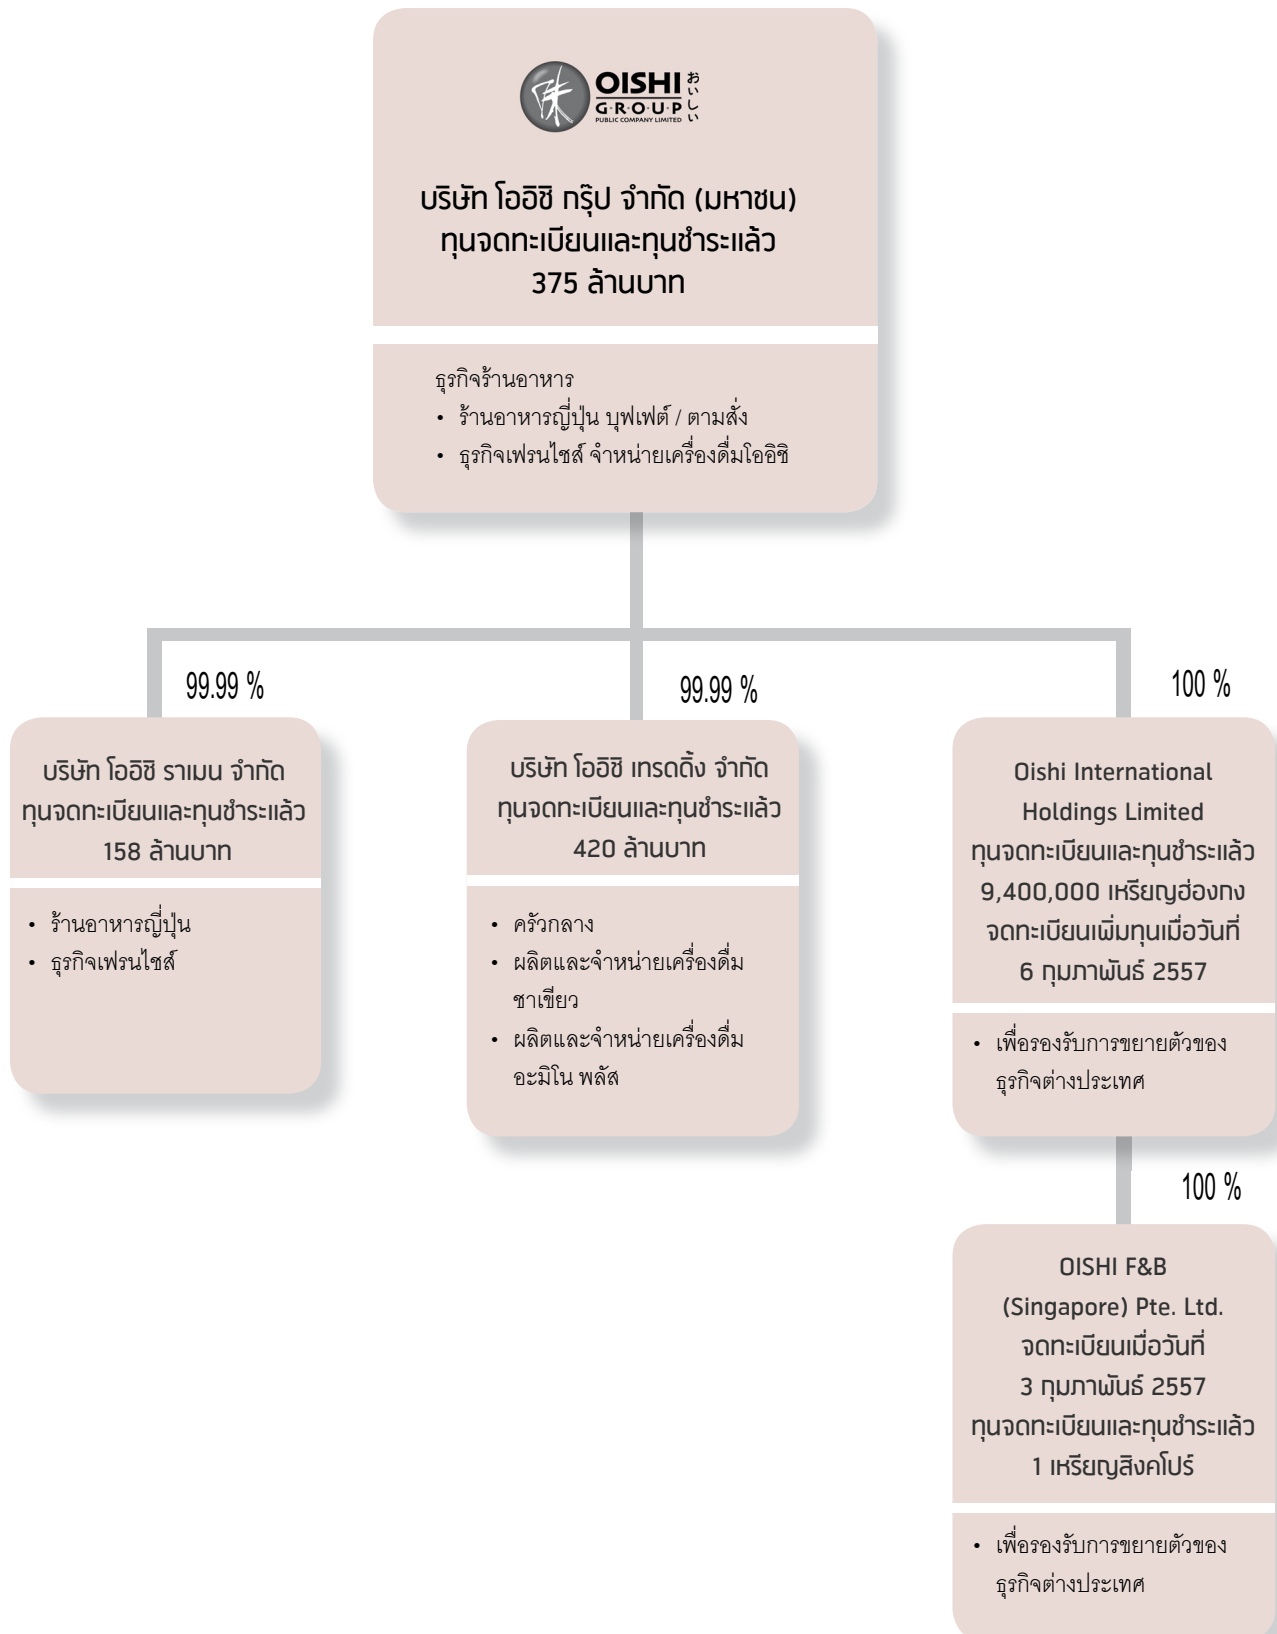 味
OISHI
G·R·O·U·P
PUBLIC COMPANY LIMITED
おいしい
บริษัท โออิชิ กรุ๊ป จำกัด (มหาชน)
ทุนจดทะเบียนและทุนชำระแล้ว
375 ล้านบาท
ธุรกิจร้านอาหาร
• ร้านอาหารญี่ปุ่น บุฟเฟต์ / ตามสั่ง
• ธุรกิจเฟรนไชส์ จำหน่ายเครื่องดื่มโออิชิ
99.99 %
บริษัท โออิชิ ราเมน จำกัด
ทุนจดทะเบียนและทุนชำระแล้ว
158 ล้านบาท
• ร้านอาหารญี่ปุ่น
• ธุรกิจเฟรนไชส์
99.99 %
บริษัท โออิชิ เทรดดิ้ง จำกัด
ทุนจดทะเบียนและทุนชำระแล้ว
420 ล้านบาท
• ครัวกลาง
• ผลิตและจำหน่ายเครื่องดื่ม
ชาเขียว
• ผลิตและจำหน่ายเครื่องดื่ม
อะมิโน พลัส
100 %
Oishi International
Holdings Limited
ทุนจดทะเบียนและทุนชำระแล้ว
9,400,000 เหรียญฮ่องกง
จดทะเบียนเพิ่มทุนเมื่อวันที่
6 กุมภาพันธ์ 2557
• เพื่อรองรับการขยายตัวของ
ธุรกิจต่างประเทศ
100 %
OISHI F&B
(Singapore) Pte. Ltd.
จดทะเบียนเมื่อวันที่
3 กุมภาพันธ์ 2557
ทุนจดทะเบียนและทุนชำระแล้ว
1 เหรียญสิงคโปร์
• เพื่อรองรับการขยายตัวของ
ธุรกิจต่างประเทศ